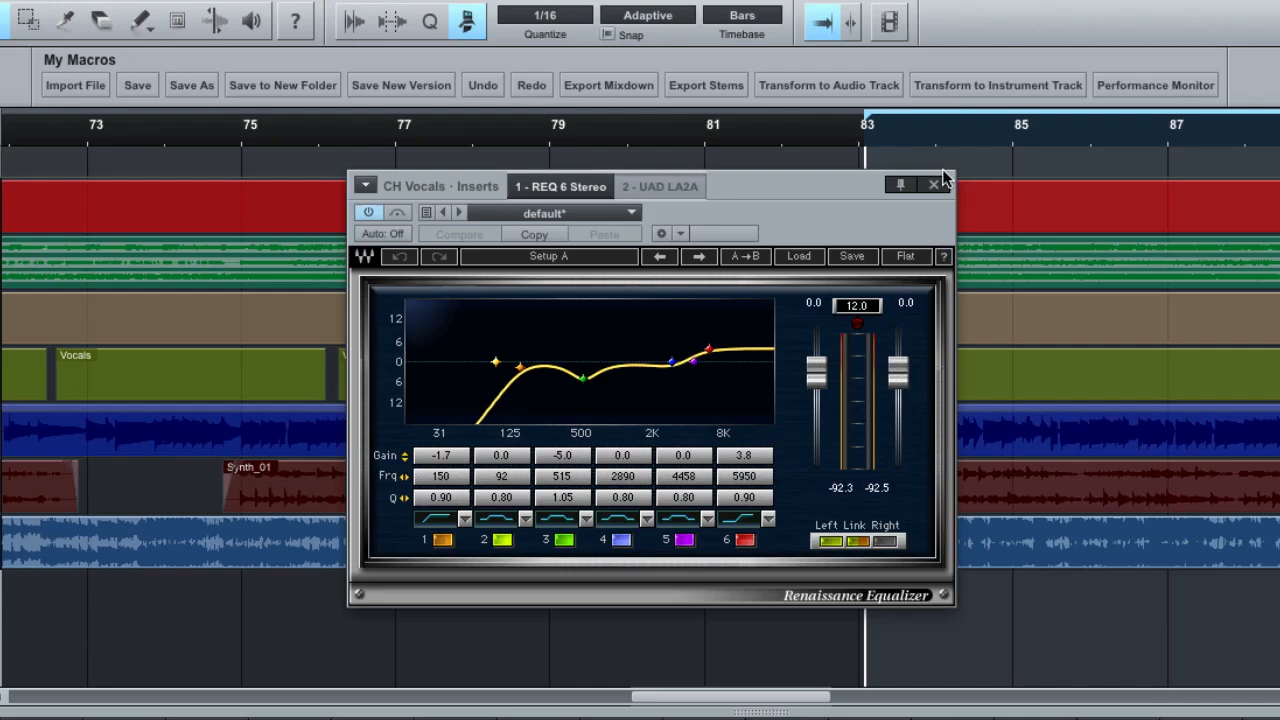 1/16 Adaptive Bars
Quantize Snap Timebase
?
Q
My Macros
Import File Save Save As Save to New Folder Save New Version Undo Redo Export Mixdown Export Stems Transform to Audio Track Transform to Instrument Track Performance Monitor
73 75 77 79 81 83 85 87
CH Vocals · Inserts 1 - REQ 6 Stereo 2 - UAD LA2A
default*
Auto: Off Compare Copy Paste
Setup A A→B Load Save Flat ?
0.0 12.0 0.0
12
6
0
6
12
31 125 500 2K 8K
Gain -1.7 0.0 -5.0 0.0 0.0 3.8
Frq 150 92 515 2890 4458 5950
Q 0.90 0.80 1.05 0.80 0.80 0.90
-92.3 -92.5
Left Link Right
1 2 3 4 5 6
Renaissance Equalizer
Vocals
Synth_01